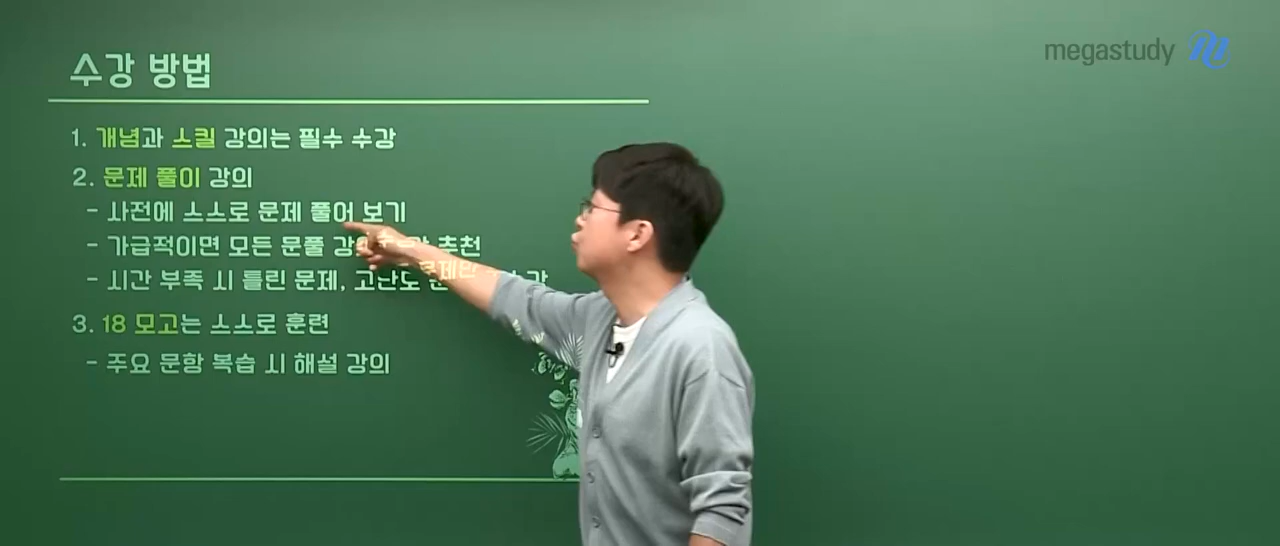 megastudy
수강 방법
1. 개념과 스킬 강의는 필수 수강
2. 문제 풀이 강의
- 사전에 스스로 문제 풀어 보기
- 가급적이면 모든 문풀 추천
- 시간 부족 시 틀린 문제, 고난도 문제만
3. 18 모고는 스스로 훈련
- 주요 문항 복습 시 해설 강의